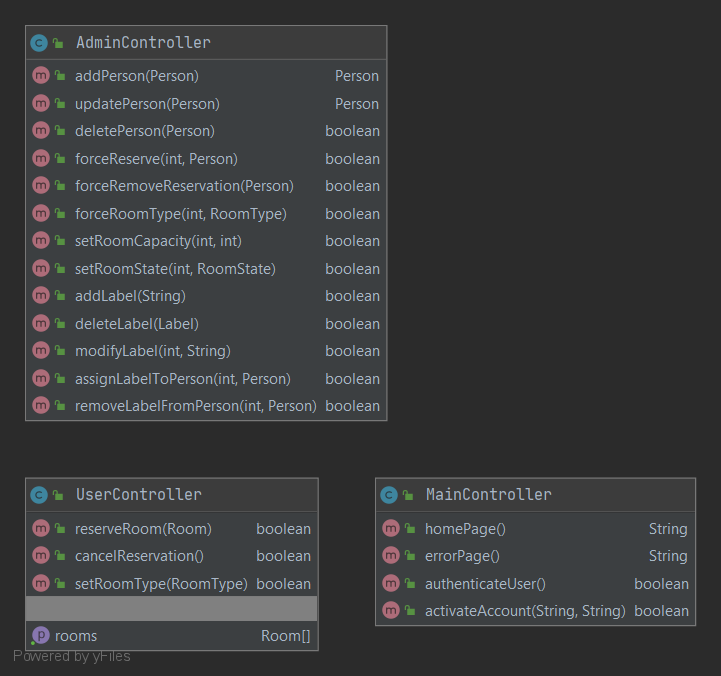 AdminController
addPerson(Person) Person
updatePerson(Person) Person
deletePerson(Person) boolean
forceReserve(int, Person) boolean
forceRemoveReservation(Person) boolean
forceRoomType(int, RoomType) boolean
setRoomCapacity(int, int) boolean
setRoomState(int, RoomState) boolean
addLabel(String) boolean
deleteLabel(Label) boolean
modifyLabel(int, String) boolean
assignLabelToPerson(int, Person) boolean
removeLabelFromPerson(int, Person) boolean
UserController
reserveRoom(Room) boolean
cancelReservation() boolean
setRoomType(RoomType) boolean
rooms Room[]
MainController
homePage() String
errorPage() String
authenticateUser() boolean
activateAccount(String, String) boolean
Powered by yFiles